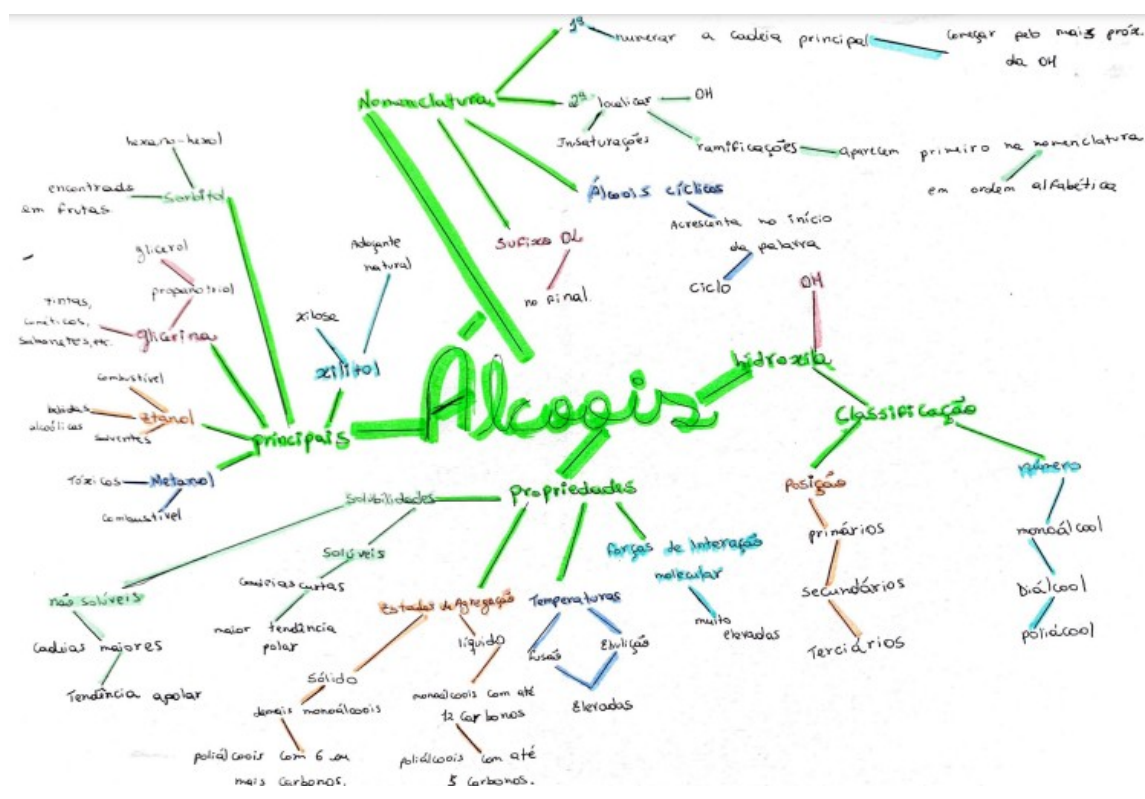 Álcoois
Nomenclatura
1º
numerar a cadeia principal
começar pelo mais próx.
da OH
2º localizar
OH
Insaturações
ramificações
aparecem primeiro na nomenclatura
em ordem alfabética
Álcoois cíclicos
Acrescenta no início
da palavra
ciclo
Sufixo OL
no final.
hidroxila
OH
Classificação
Posição
primários
secundários
Terciários
número
monoálcool
Diálcool
poliálcool
Propriedades
Forças de Interação
molecular
muito
elevadas
Temperaturas
Fusão
Ebulição
Elevadas
Estados de Agregação
líquido
monoálcoois com até
12 carbonos
poliálcoois com até
5 carbonos.
Sólido
demais monoálcoois
poliálcoois com 6 ou
mais carbonos.
Solubilidades
Solúveis
Cadeias curtas
maior tendência
polar
não solúveis
Cadeias maiores
Tendência apolar
principais
Sorbitol
hexano-hexol
encontrado
em frutas.
glicerina
propanotriol
glicerol
Tintas,
cométicos,
sabonetes, etc.
Etanol
Combustível
bebidas
alcoólicas
solventes
Metanol
Tóxicos
Combustível
xilitol
xilose
Adoçante
natural